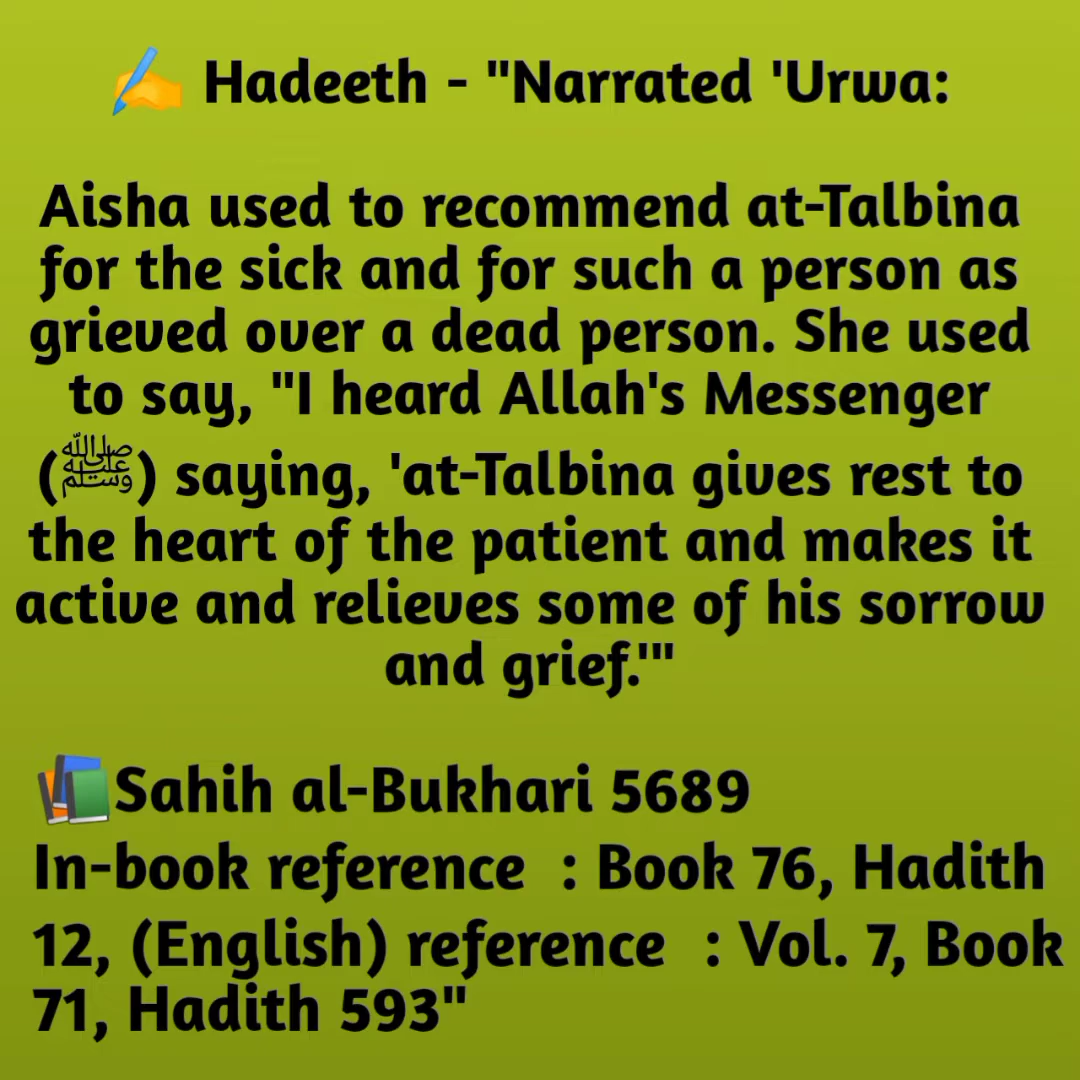 ✍️ Hadeeth - "Narrated 'Urwa:
Aisha used to recommend at-Talbina
for the sick and for such a person as
grieved over a dead person. She used
to say, "I heard Allah's Messenger
(ﷺ) saying, 'at-Talbina gives rest to
the heart of the patient and makes it
active and relieves some of his sorrow
and grief.'"
📚Sahih al-Bukhari 5689
In-book reference : Book 76, Hadith
12, (English) reference : Vol. 7, Book
71, Hadith 593"